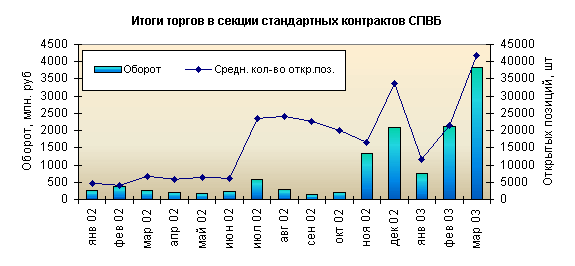 Итоги торгов в секции стандартных контрактов СПВБ
Оборот, млн. руб
4500
4000
3500
3000
2500
2000
1500
1000
500
0
Оборот
Средн. кол-во откр.поз.
45000
40000
35000
30000
25000
20000
15000
10000
5000
0
Открытых позиций, шт
янв 02
фев 02
мар 02
апр 02
май 02
июн 02
июл 02
авг 02
сен 02
окт 02
ноя 02
дек 02
янв 03
фев 03
мар 03